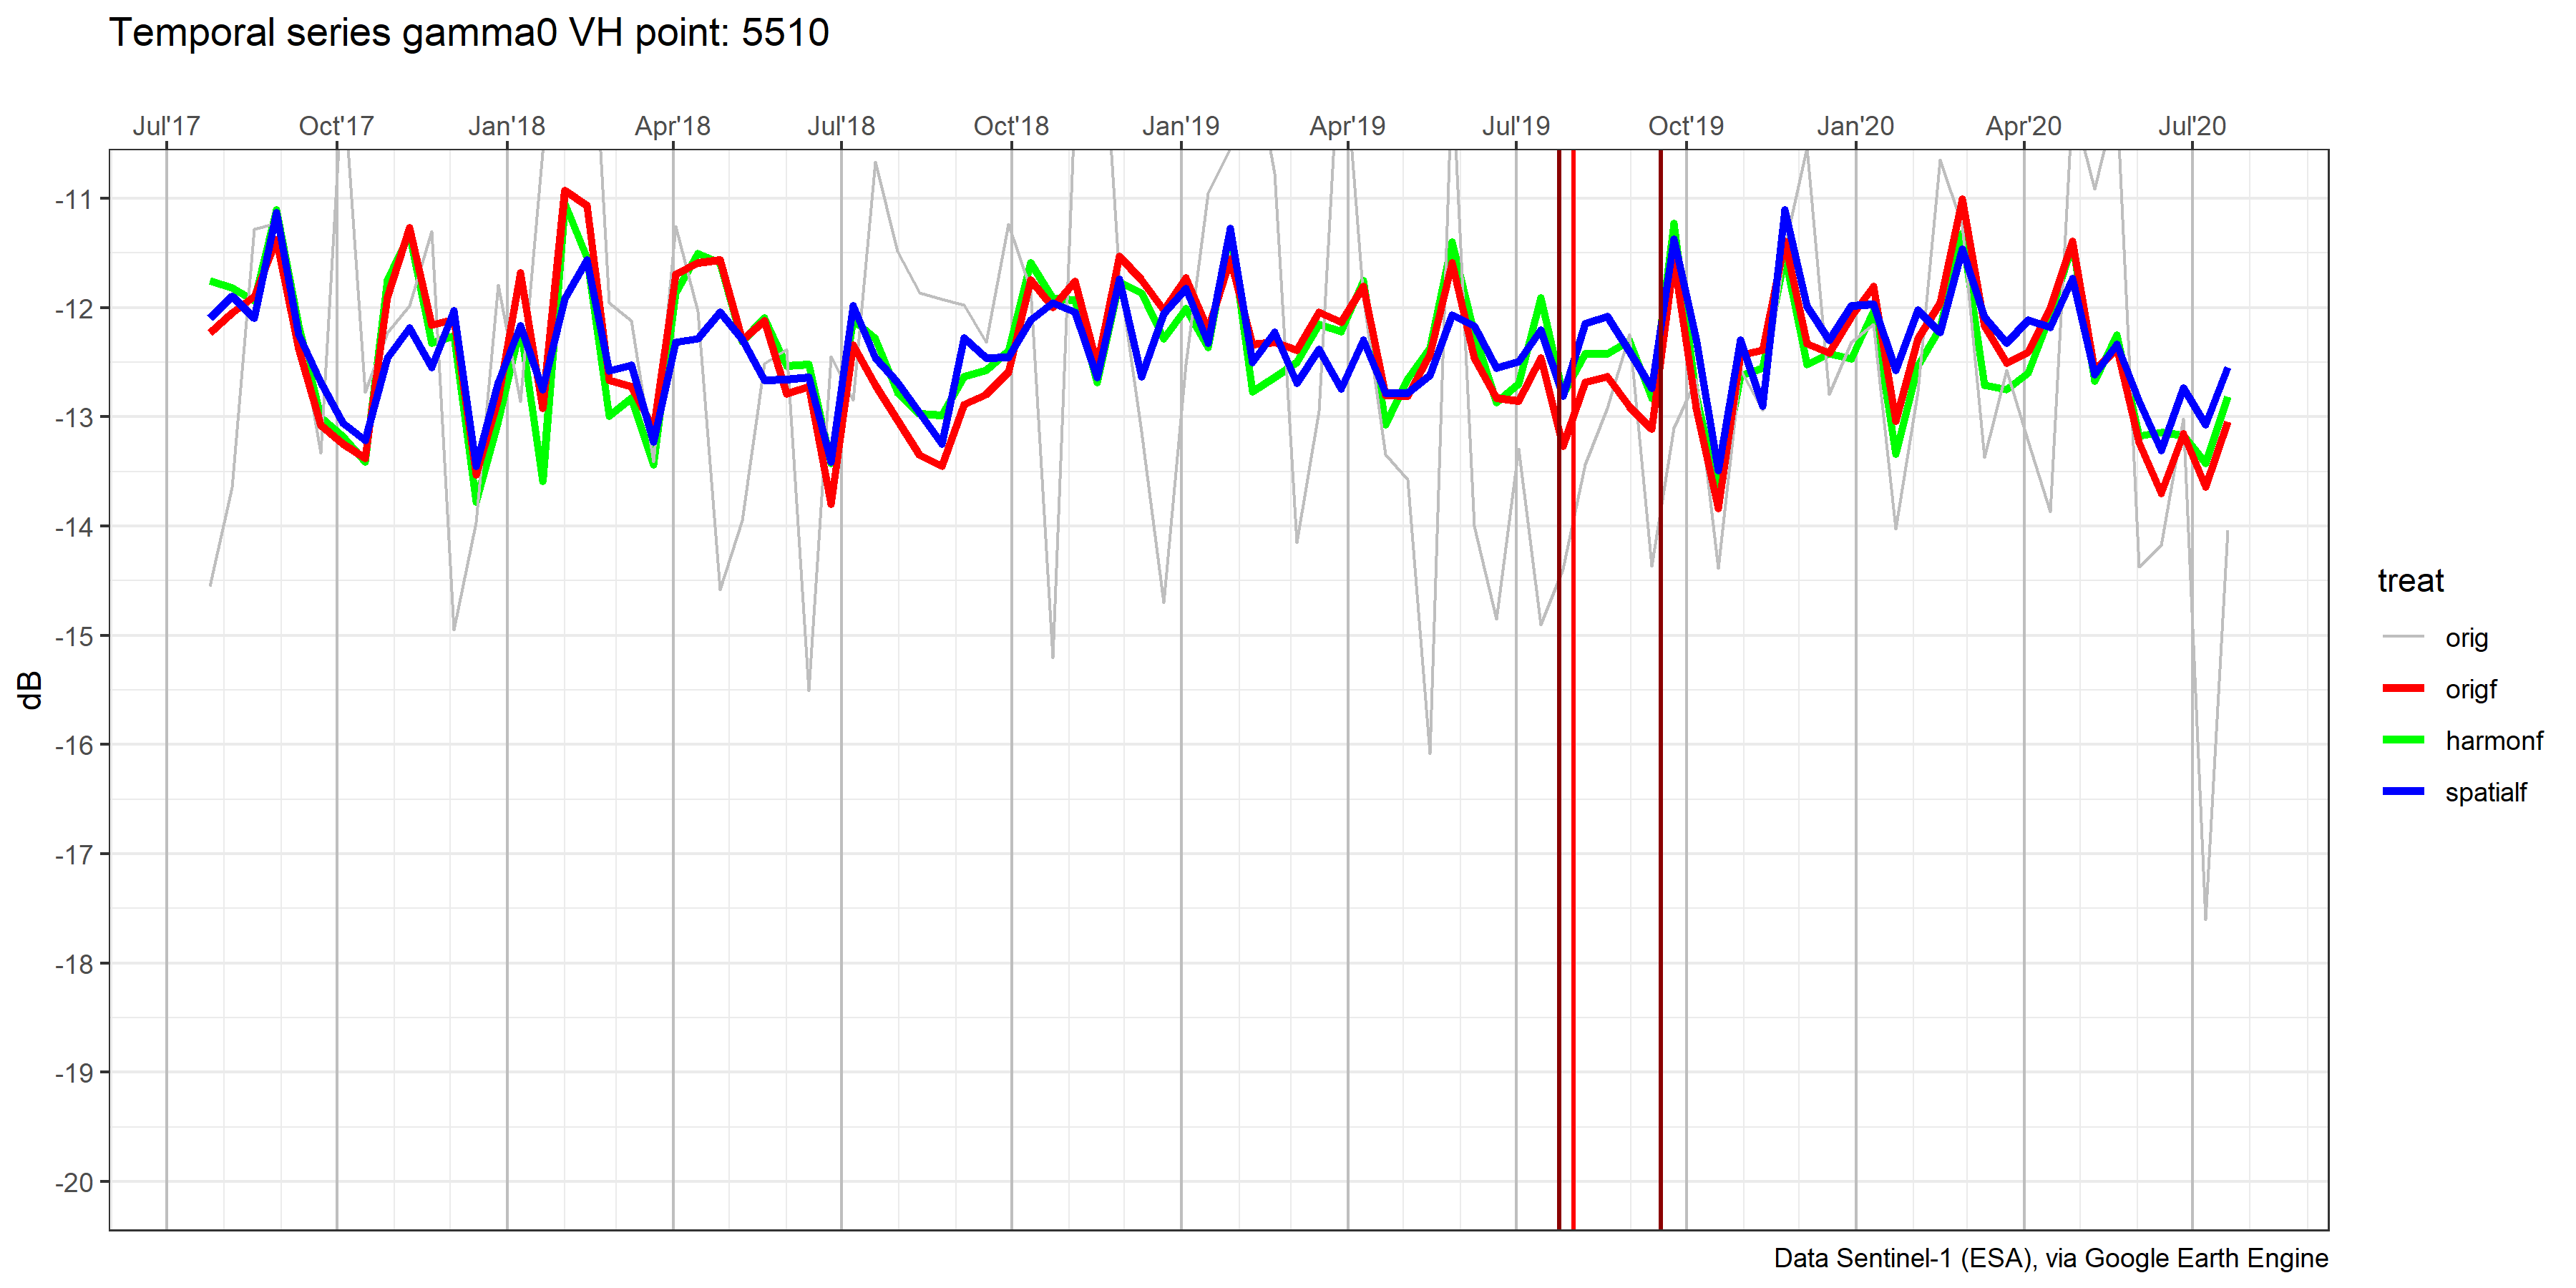 Temporal series gamma0 VH point: 5510
Jul'17 Oct'17 Jan'18 Apr'18 Jul'18 Oct'18 Jan'19 Apr'19 Jul'19 Oct'19 Jan'20 Apr'20 Jul'20
-11
-12
-13
-14
-15
-16
-17
-18
-19
-20
dB
treat
orig
origf
harmonf
spatialf
Data Sentinel-1 (ESA), via Google Earth Engine